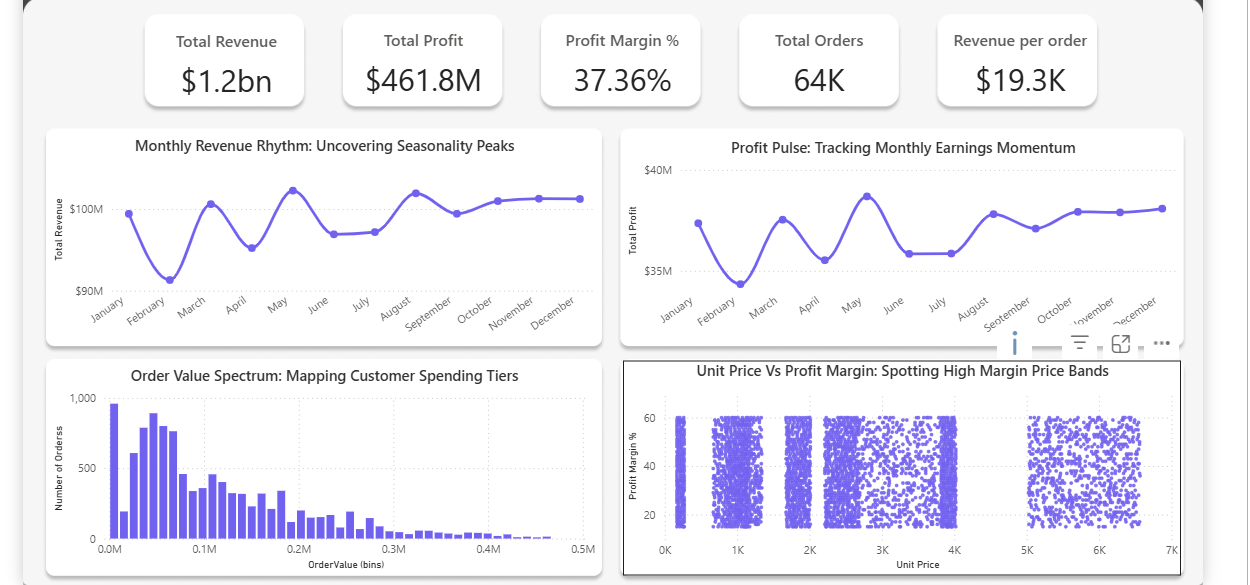 Total Revenue
$1.2bn
Total Profit
$461.8M
Profit Margin %
37.36%
Total Orders
64K
Revenue per order
$19.3K
Monthly Revenue Rhythm: Uncovering Seasonality Peaks
Total Revenue
$100M
$90M
January
February
March
April
May
June
July
August
September
October
November
December
Profit Pulse: Tracking Monthly Earnings Momentum
Total Profit
$40M
$35M
January
February
March
April
May
June
July
August
September
October
November
December
Order Value Spectrum: Mapping Customer Spending Tiers
Number of Orderss
1,000
500
0
0.0M
0.1M
0.2M
0.3M
0.4M
0.5M
OrderValue (bins)
Unit Price Vs Profit Margin: Spotting High Margin Price Bands
Profit Margin %
60
40
20
0K
1K
2K
3K
4K
5K
6K
7K
Unit Price